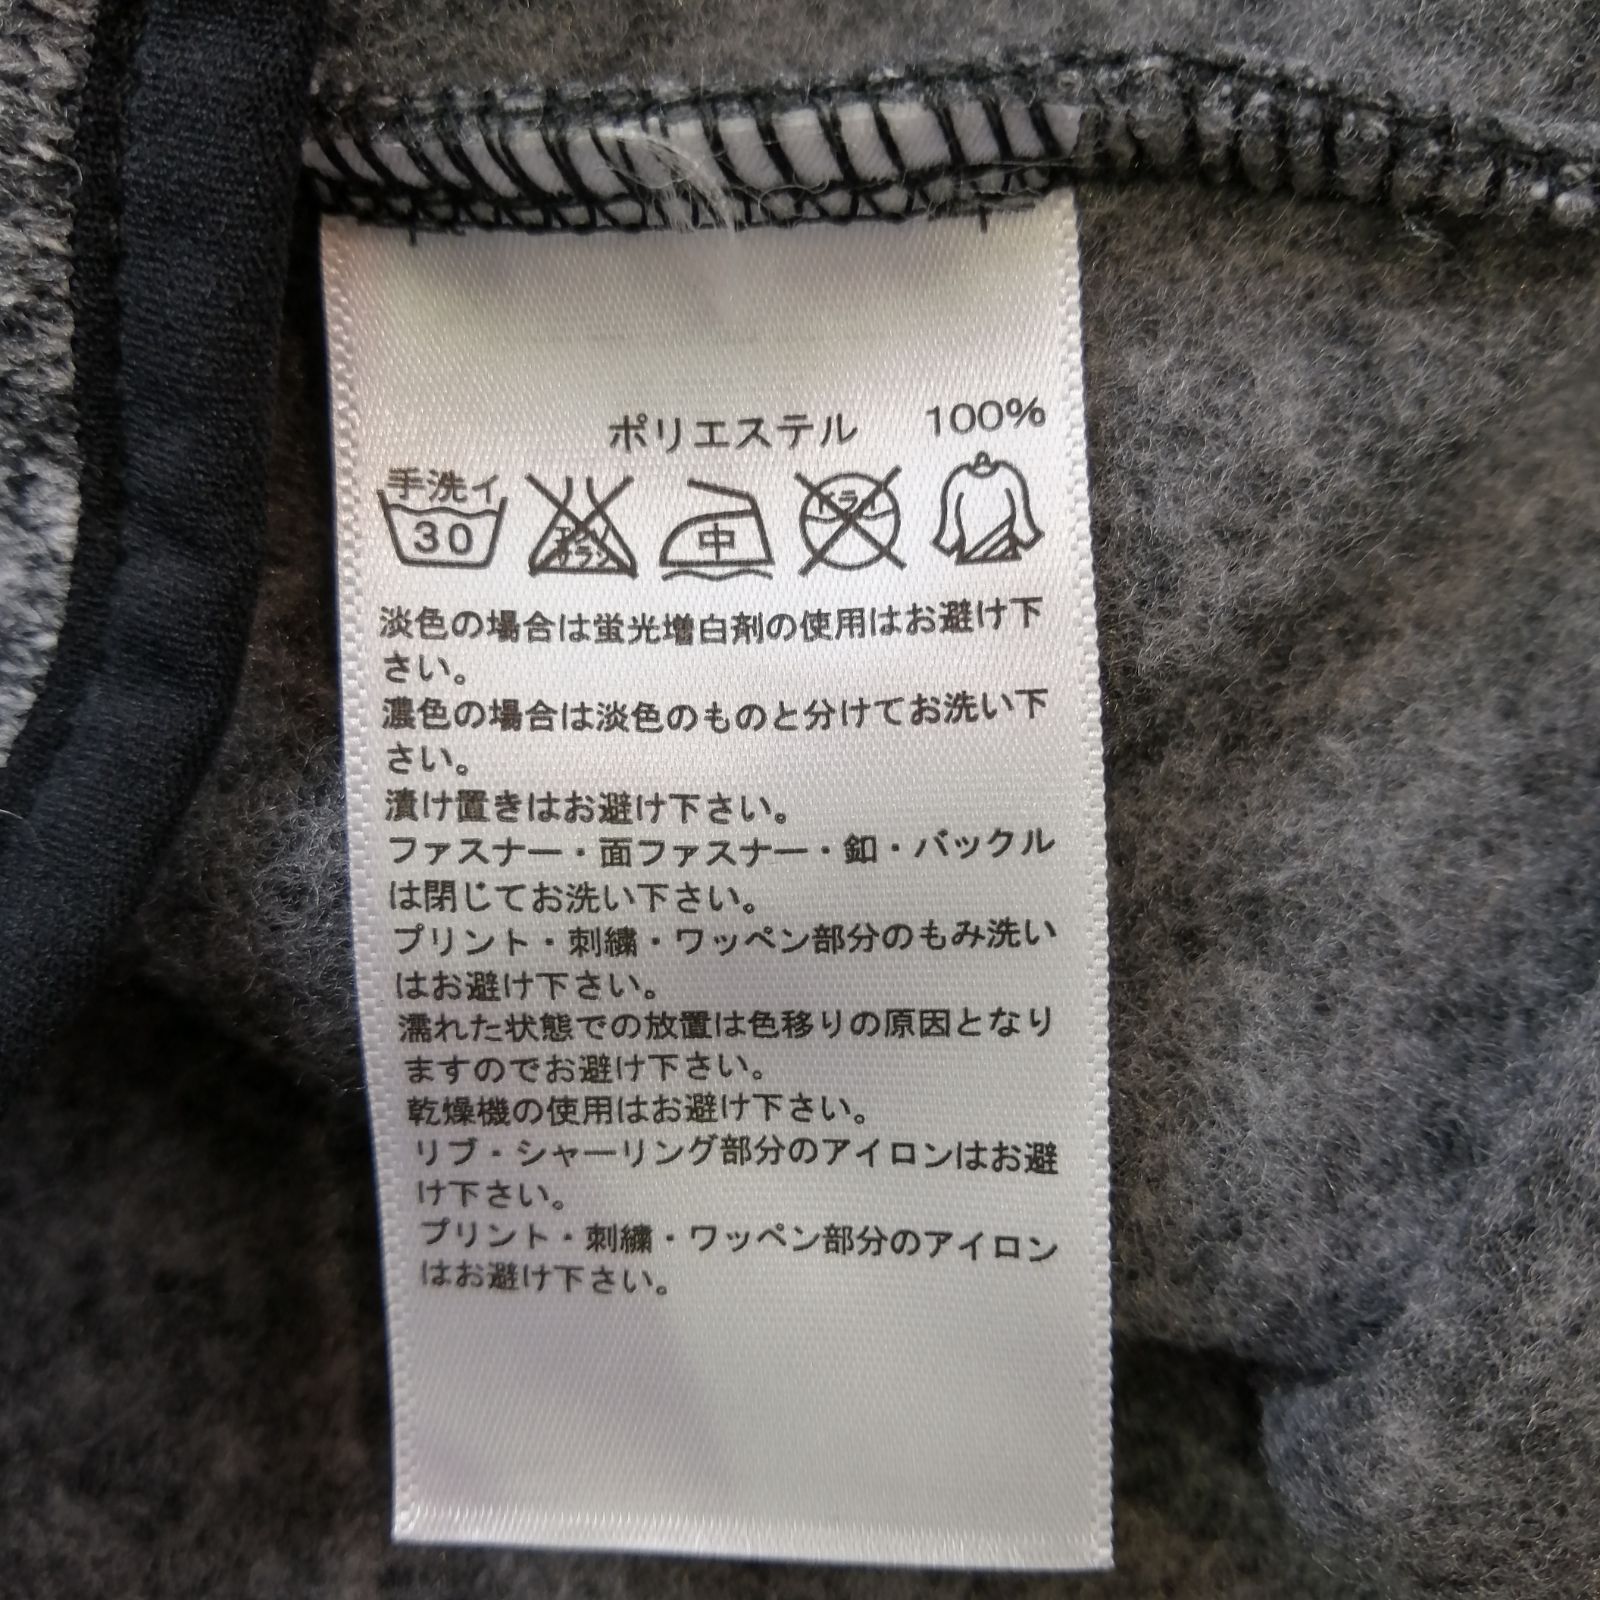 ポリエステル 100%
手洗イ
30
エンソ
サラシ
中
ドライ
淡色の場合は蛍光増白剤の使用はお避け下
さい。
濃色の場合は淡色のものと分けてお洗い下
さい。
漬け置きはお避け下さい。
ファスナー・面ファスナー・釦・バックル
は閉じてお洗い下さい。
プリント・刺繍・ワッペン部分のもみ洗い
はお避け下さい。
濡れた状態での放置は色移りの原因となり
ますのでお避け下さい。
乾燥機の使用はお避け下さい。
リブ・シャーリング部分のアイロンはお避
け下さい。
プリント・刺繍・ワッペン部分のアイロン
はお避け下さい。